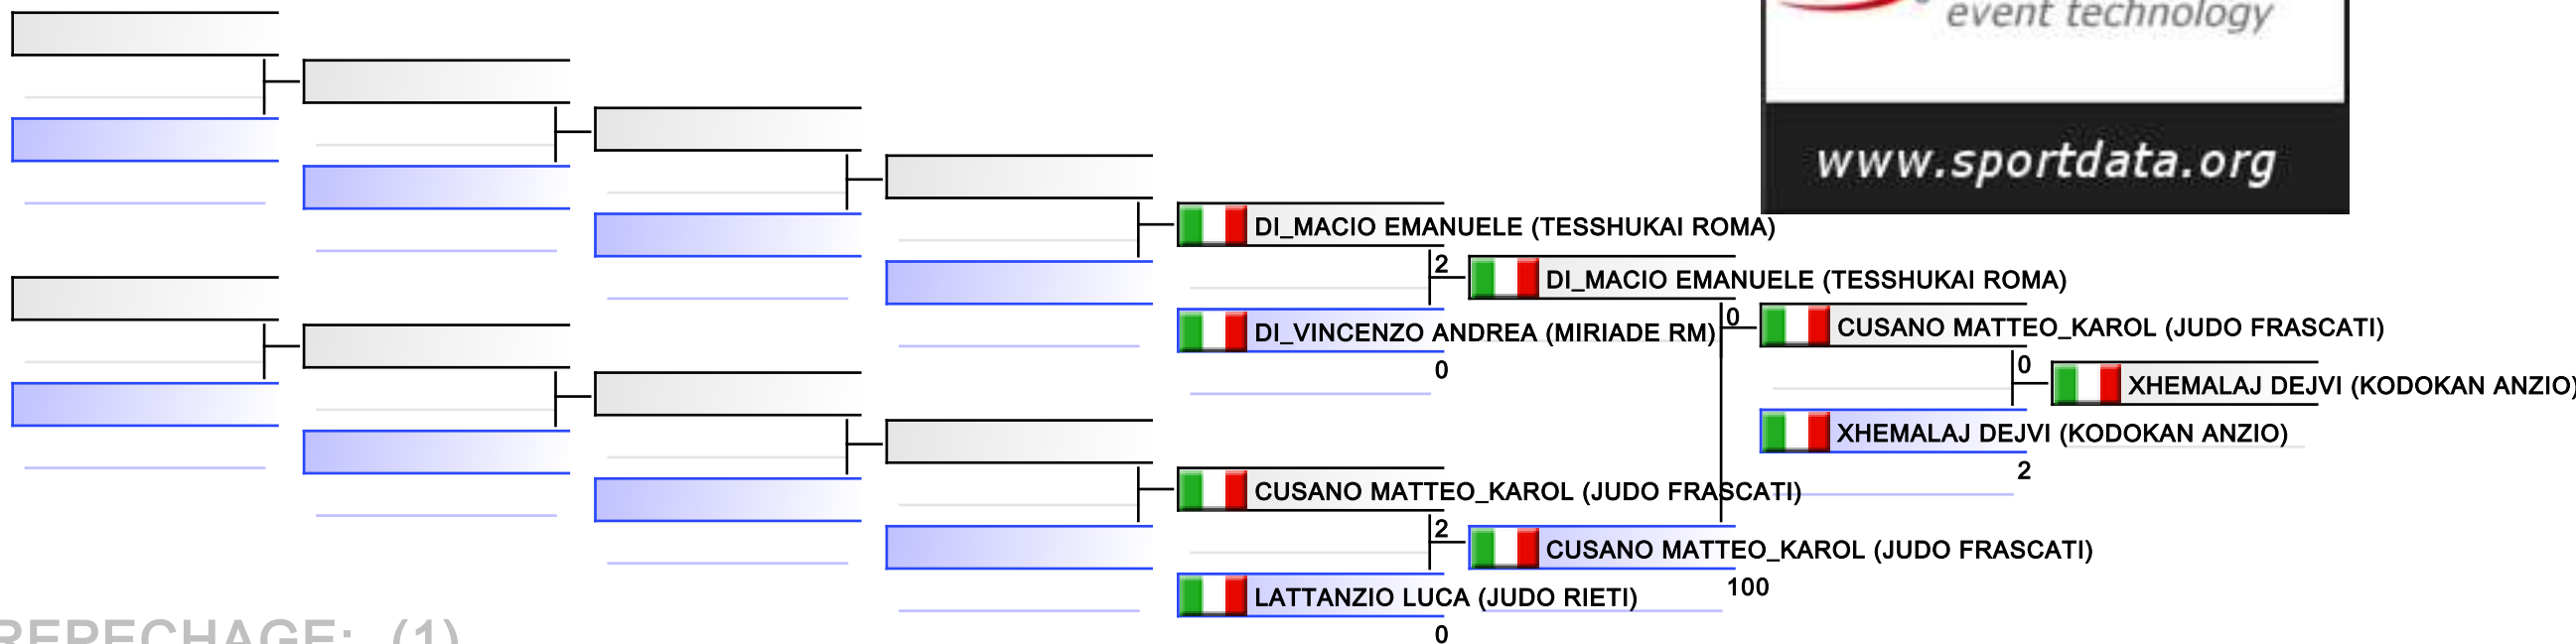 event technology
www.sportdata.org
DI_MACIO EMANUELE (TESSHUKAI ROMA)
2
DI_MACIO EMANUELE (TESSHUKAI ROMA)
DI_VINCENZO ANDREA (MIRIADE RM)
0
0
CUSANO MATTEO_KAROL (JUDO FRASCATI)
0
XHEMALAJ DEJVI (KODOKAN ANZIO)
XHEMALAJ DEJVI (KODOKAN ANZIO)
2
CUSANO MATTEO_KAROL (JUDO FRASCATI)
2
CUSANO MATTEO_KAROL (JUDO FRASCATI)
100
LATTANZIO LUCA (JUDO RIETI)
0
REPECHAGE: (1)